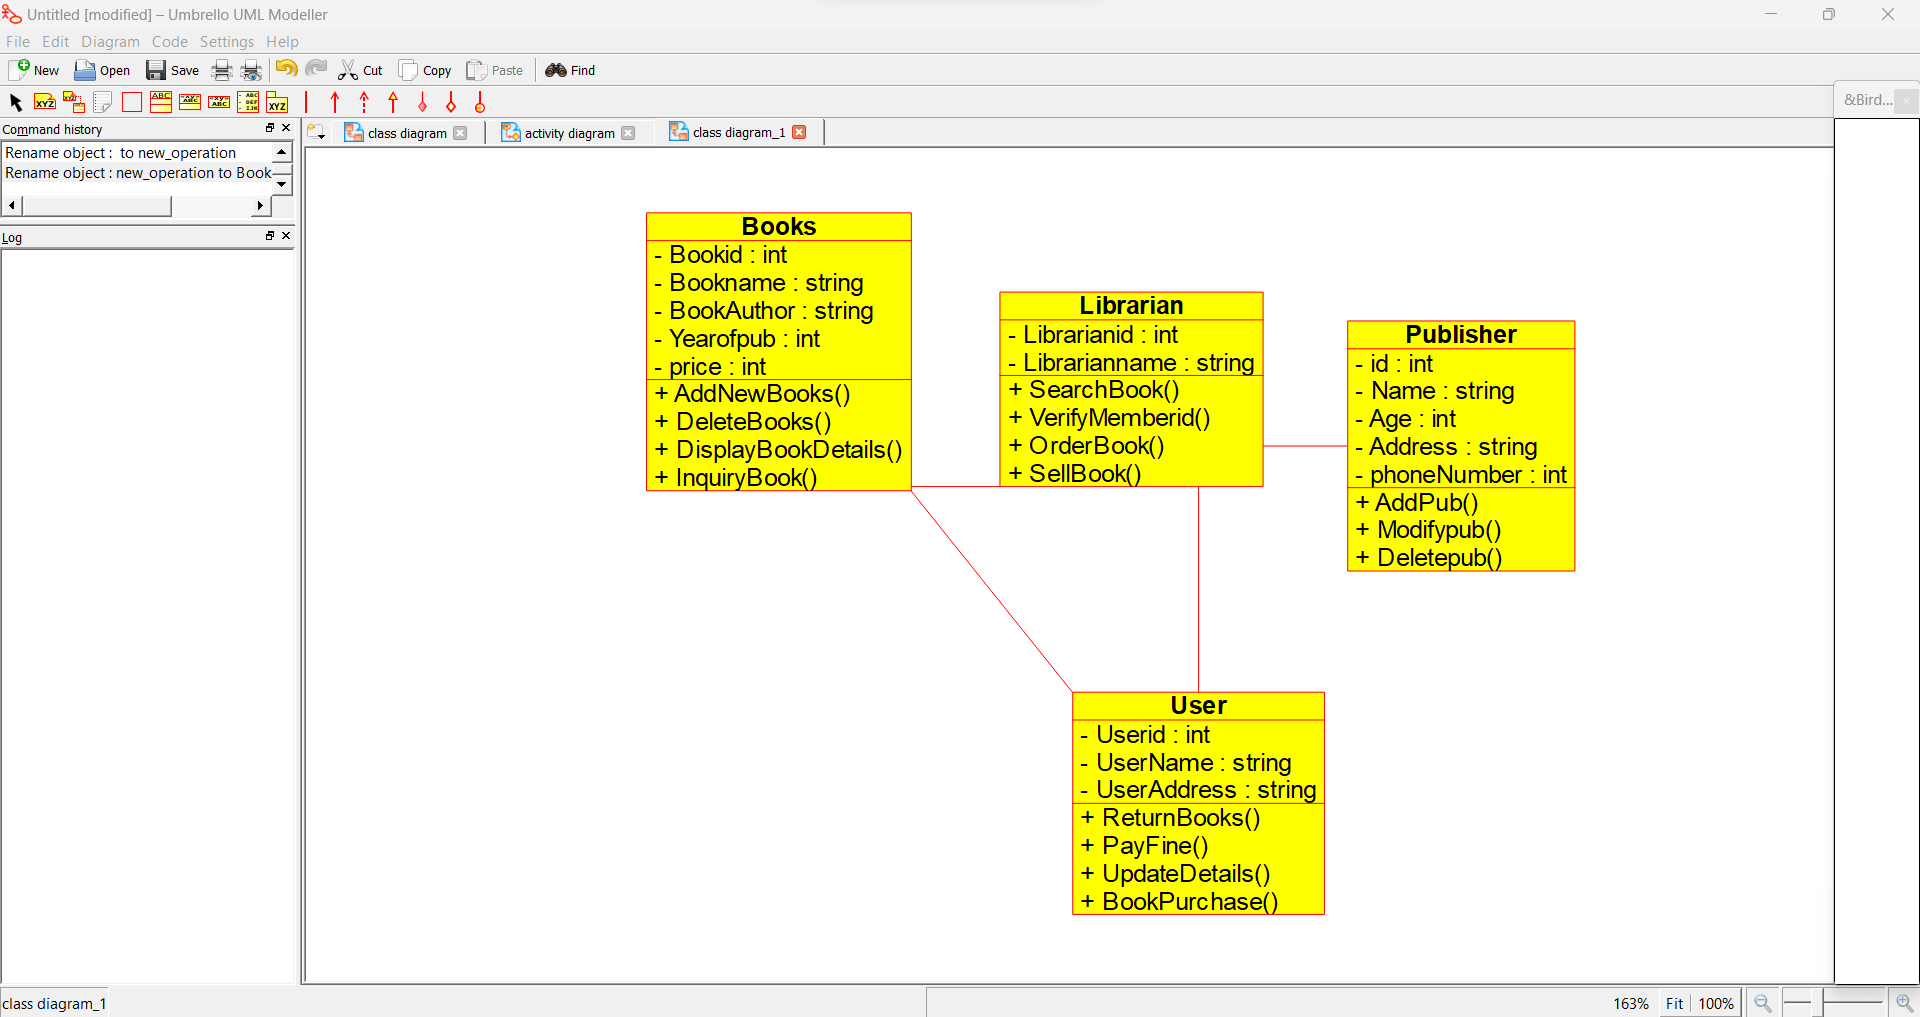 Untitled [modified] – Umbrello UML Modeller
File Edit Diagram Code Settings Help
New Open Save Cut Copy Paste Find
&Bird...
Command history
class diagram
activity diagram
class diagram_1
Rename object : to new_operation
Rename object : new_operation to Book
Log
Books
- Bookid : int
- Bookname : string
- BookAuthor : string
- Yearofpub : int
- price : int
+ AddNewBooks()
+ DeleteBooks()
+ DisplayBookDetails()
+ InquiryBook()
Librarian
- Librarianid : int
- Librarianname : string
+ SearchBook()
+ VerifyMemberid()
+ OrderBook()
+ SellBook()
Publisher
- id : int
- Name : string
- Age : int
- Address : string
- phoneNumber : int
+ AddPub()
+ Modifypub()
+ Deletepub()
User
- Userid : int
- UserName : string
- UserAddress : string
+ ReturnBooks()
+ PayFine()
+ UpdateDetails()
+ BookPurchase()
class diagram_1
163% Fit 100%